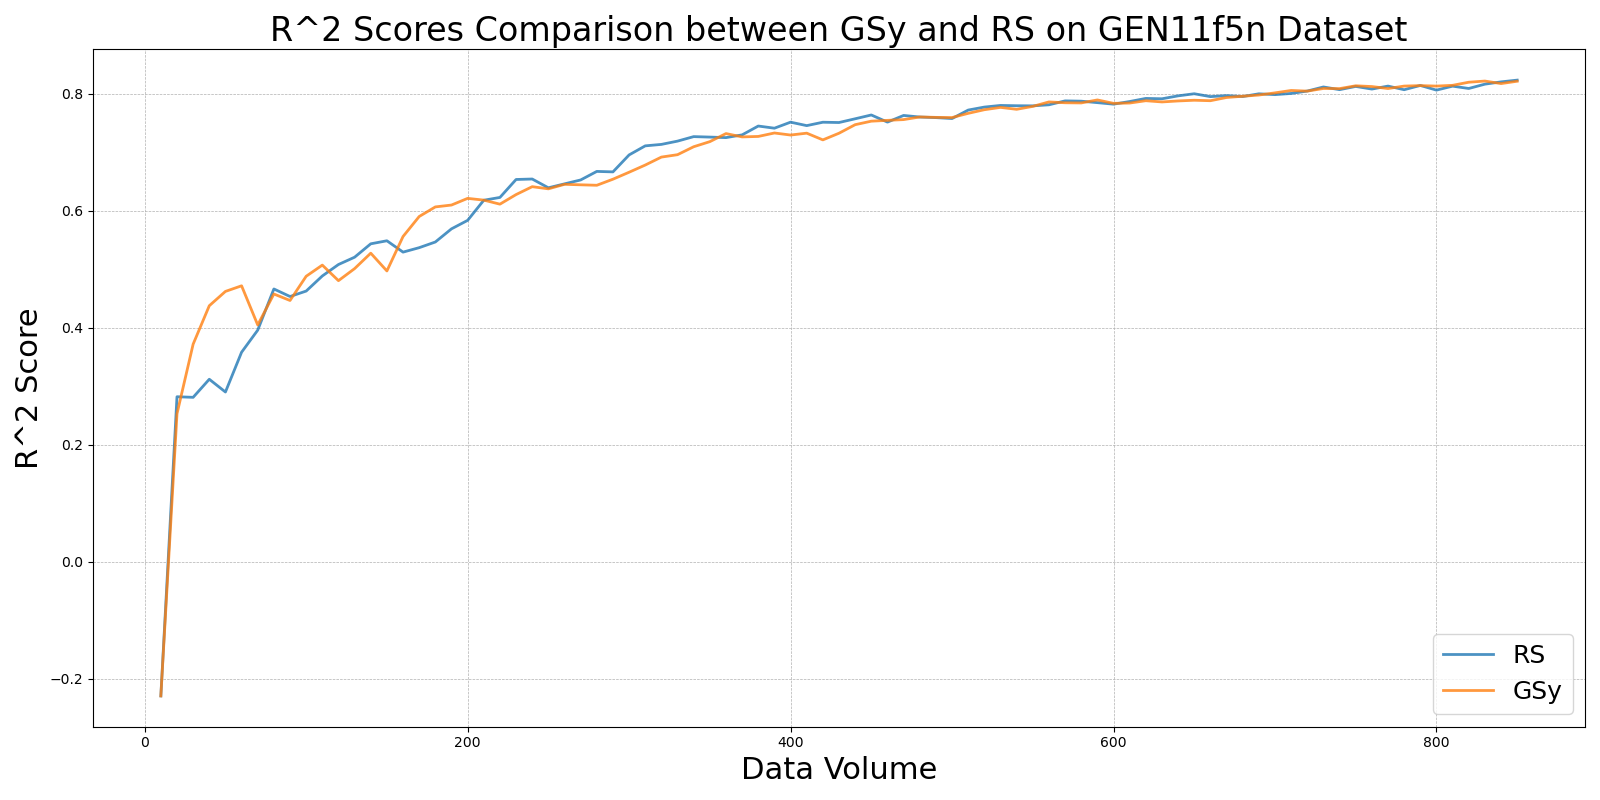 R^2 Scores Comparison between GSy and RS on GEN11f5n Dataset
R^2 Score
0.8
0.6
0.4
0.2
0.0
−0.2
0 200 400 600 800
Data Volume
RS
GSy